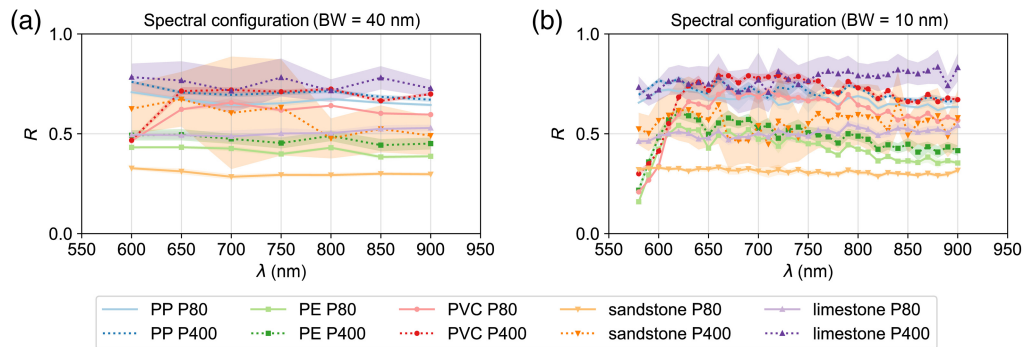 (a) Spectral configuration (BW = 40 nm)
1.0
0.5
0.0
R
550 600 650 700 750 800 850 900 950
λ (nm)
(b) Spectral configuration (BW = 10 nm)
1.0
0.5
0.0
R
550 600 650 700 750 800 850 900 950
λ (nm)
PP P80 PE P80 PVC P80 sandstone P80 limestone P80
PP P400 PE P400 PVC P400 sandstone P400 limestone P400